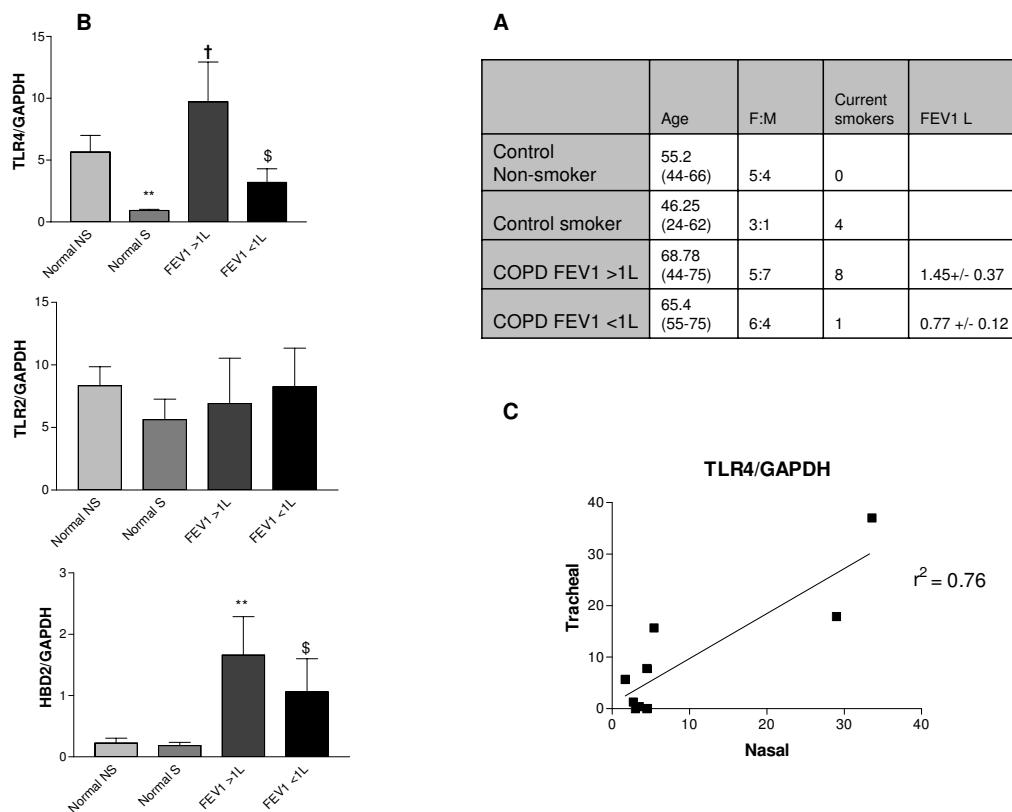 B
15
10
5
0
TLR4/GAPDH
**
†
$
Normal NS
Normal S
FEV1 >1L
FEV1 <1L
15
10
5
0
TLR2/GAPDH
Normal NS
Normal S
FEV1 >1L
FEV1 <1L
3
2
1
0
HBD2/GAPDH
**
$
Normal NS
Normal S
FEV1 >1L
FEV1 <1L
A
Age F:M Current smokers FEV1 L
Control Non-smoker 55.2 (44-66) 5:4 0
Control smoker 46.25 (24-62) 3:1 4
COPD FEV1 >1L 68.78 (44-75) 5:7 8 1.45+/- 0.37
COPD FEV1 <1L 65.4 (55-75) 6:4 1 0.77 +/- 0.12
C
TLR4/GAPDH
40
30
20
10
0
Tracheal
r² = 0.76
0 10 20 30 40
Nasal